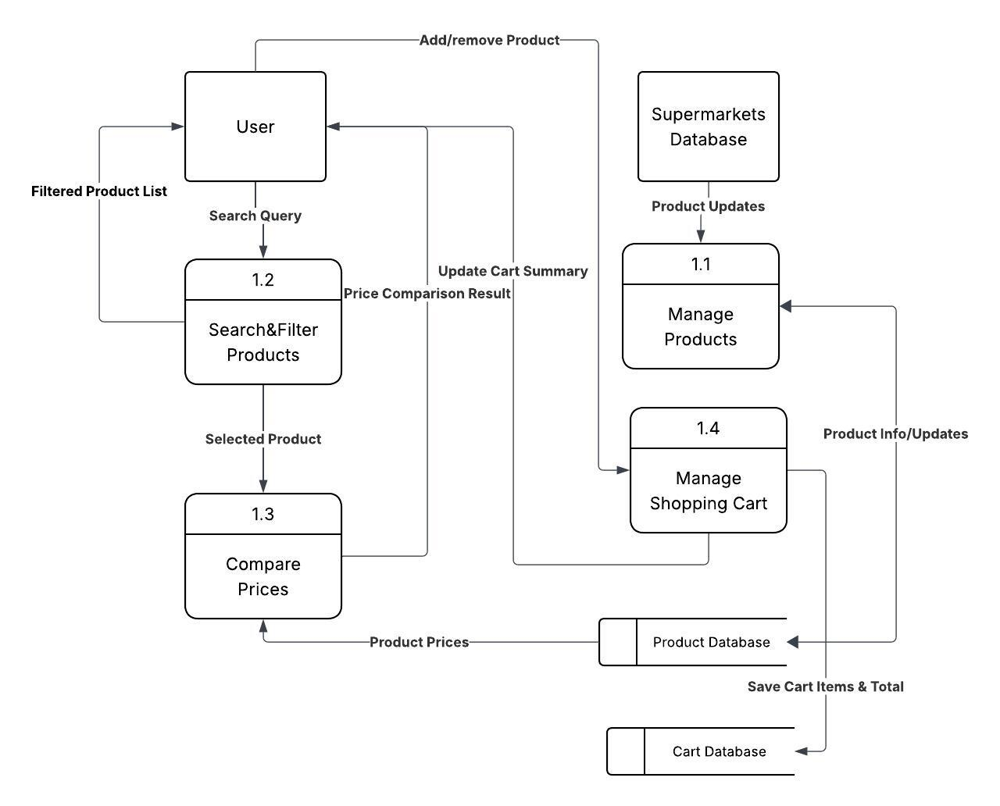 Add/remove Product
User
Supermarkets
Database
Filtered Product List
Search Query
Product Updates
1.2
Search&Filter
Products
Update Cart Summary
Price Comparison Result
1.1
Manage
Products
Selected Product
1.4
Manage
Shopping Cart
Product Info/Updates
1.3
Compare
Prices
Product Prices
Product Database
Save Cart Items & Total
Cart Database